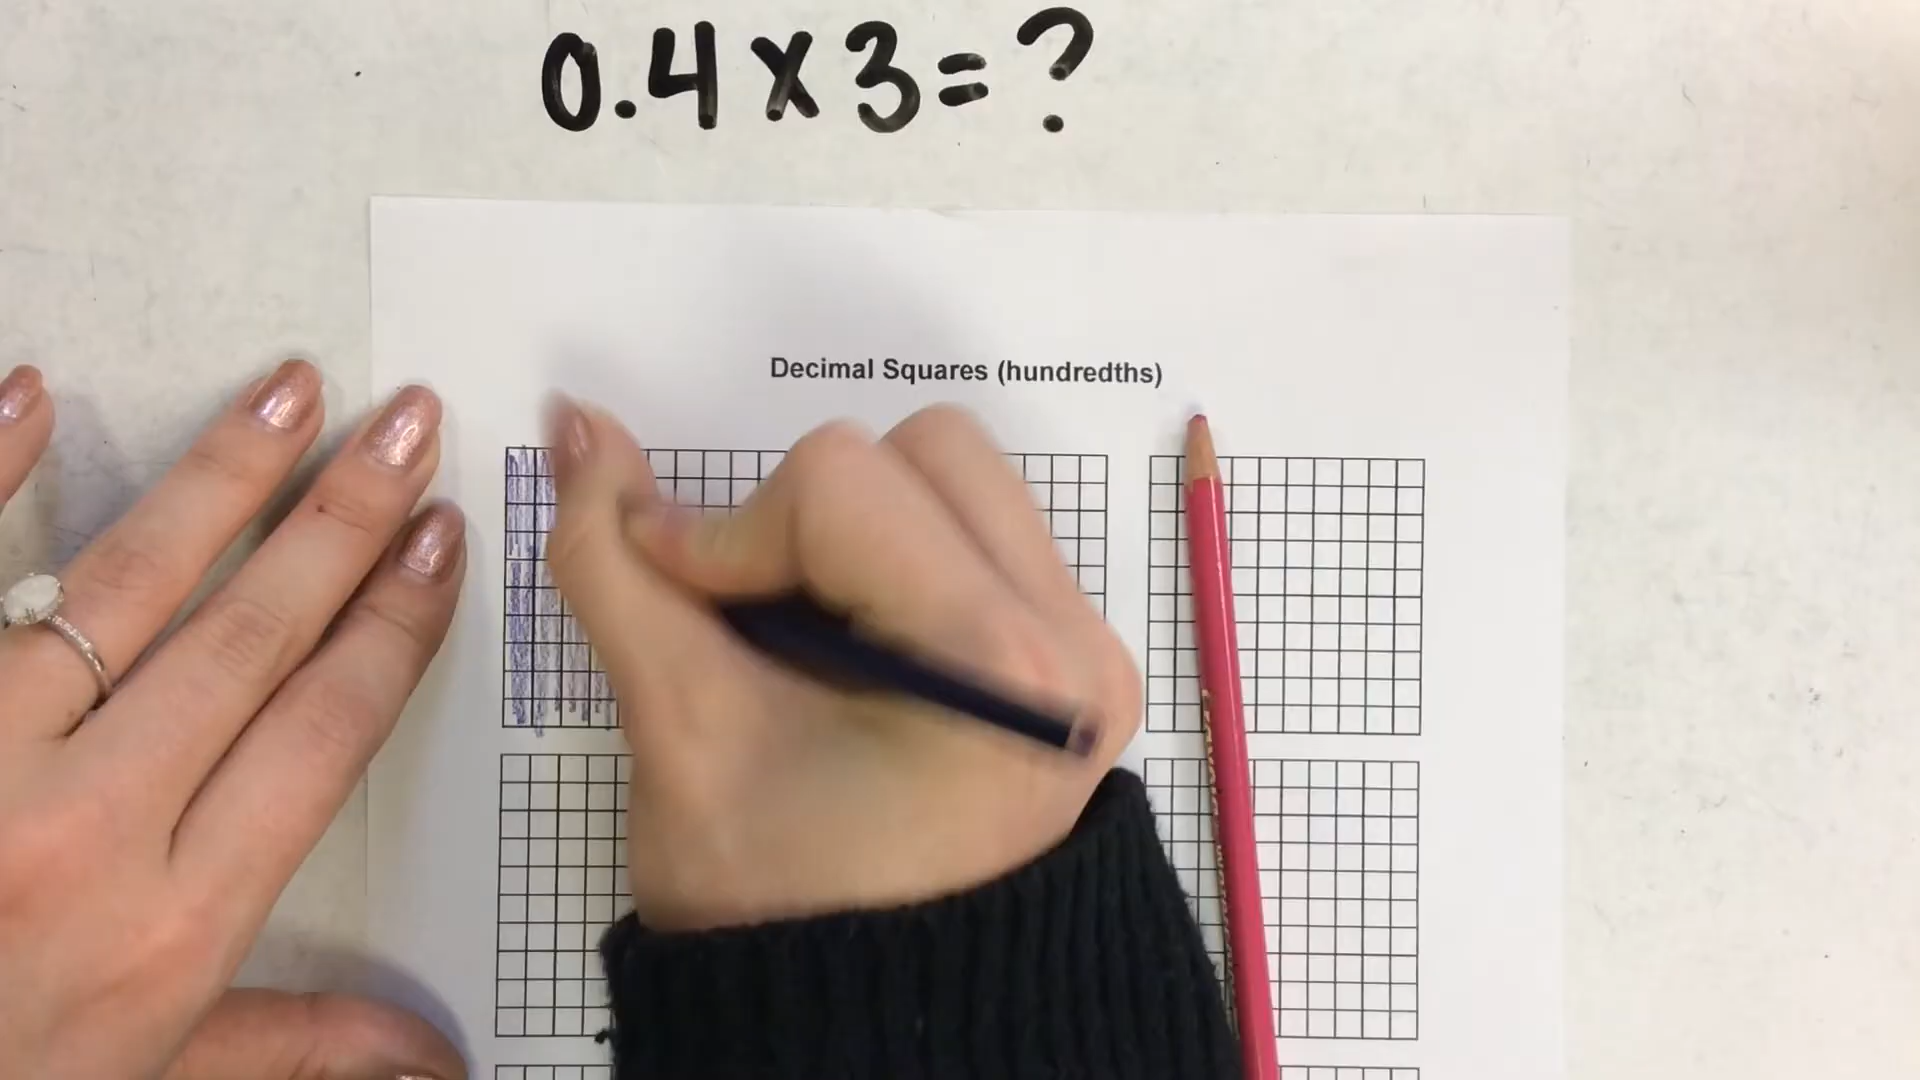 0.4 x 3 = ?
Decimal Squares (hundredths)